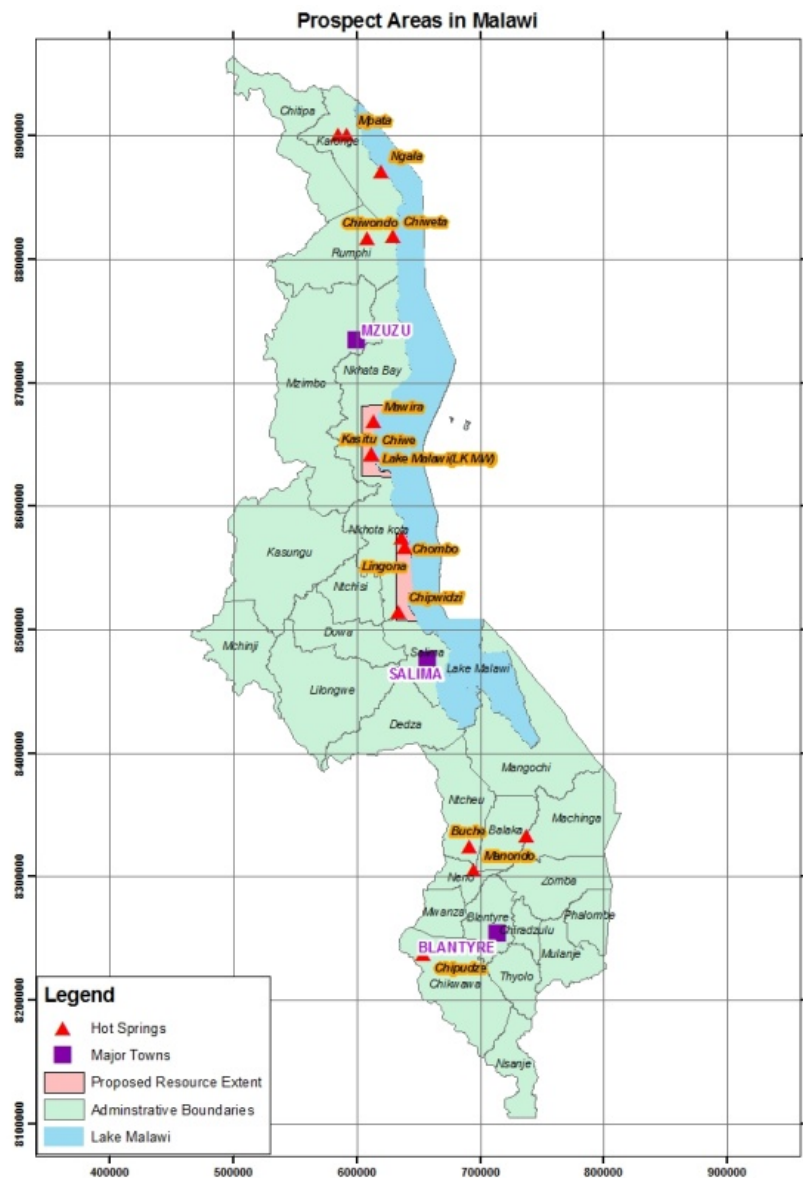 Prospect Areas in Malawi
Chitipa
Mpata
Karonga
Ngala
Chiwondo
Chiweta
Rumphi
MZUZU
Nkhata Bay
Mzimbo
Mawira
Kasitu
Chiwe
Lake Malawi(LKMW)
Nkhota kota
Kasungu
Chombo
Lingona
Ntchisi
Chipwidzi
Dowa
Mchinji
Salima
Lake Malawi
SALIMA
Lilongwe
Dedza
Mangochi
Ntcheu
Machinga
Bucho
Balaka
Manondo
Neno
Zomba
Mwanza
Blantyre
Phalombe
Chiradzulu
BLANTYRE
Mulanje
Chipudze
Thyolo
Chikwawa
Nsanje
Legend
Hot Springs
Major Towns
Proposed Resource Extent
Adminstrative Boundaries
Lake Malawi
8900000
8800000
8700000
8600000
8500000
8400000
8300000
8200000
8100000
400000
500000
600000
700000
800000
900000